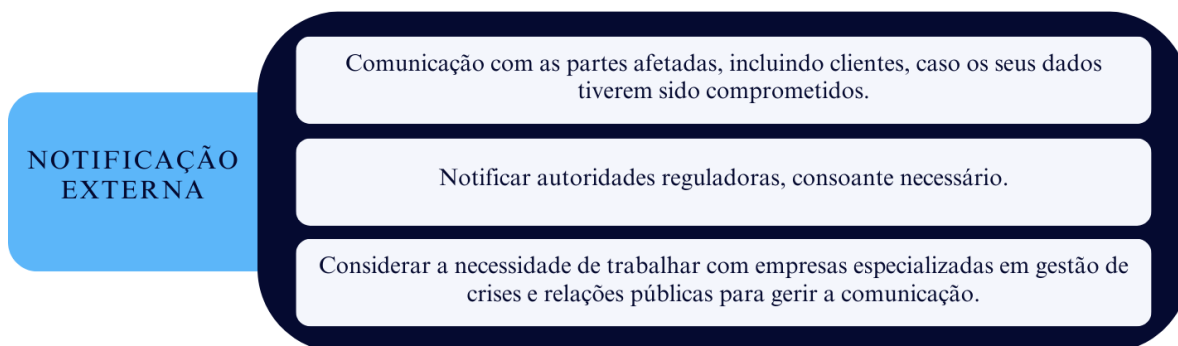 NOTIFICAÇÃO
EXTERNA
Comunicação com as partes afetadas, incluindo clientes, caso os seus dados
tiverem sido comprometidos.
Notificar autoridades reguladoras, consoante necessário.
Considerar a necessidade de trabalhar com empresas especializadas em gestão de
crises e relações públicas para gerir a comunicação.